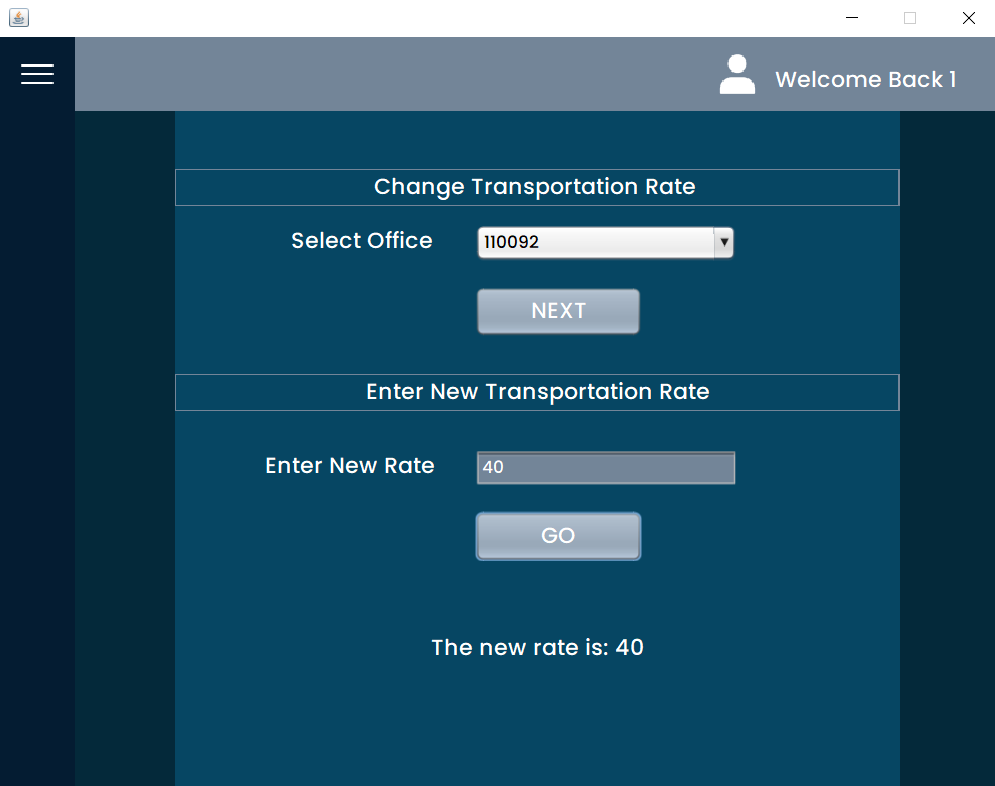 Welcome Back 1
Change Transportation Rate
Select Office 110092
NEXT
Enter New Transportation Rate
Enter New Rate 40
GO
The new rate is: 40